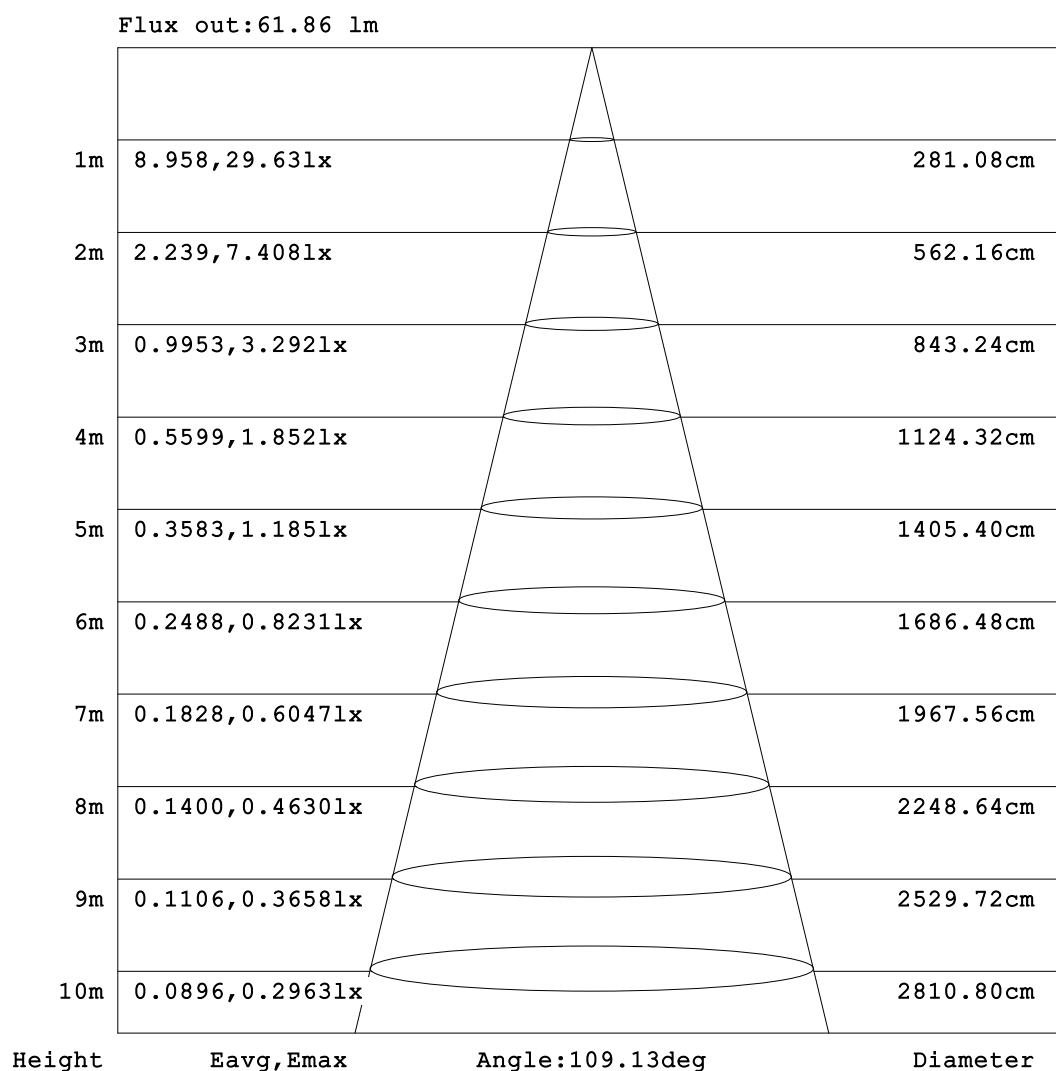 Flux out:61.86 lm
1m 8.958,29.63lx 281.08cm
2m 2.239,7.408lx 562.16cm
3m 0.9953,3.292lx 843.24cm
4m 0.5599,1.852lx 1124.32cm
5m 0.3583,1.185lx 1405.40cm
6m 0.2488,0.8231lx 1686.48cm
7m 0.1828,0.6047lx 1967.56cm
8m 0.1400,0.4630lx 2248.64cm
9m 0.1106,0.3658lx 2529.72cm
10m 0.0896,0.2963lx 2810.80cm
Height Eavg,Emax Angle:109.13deg Diameter